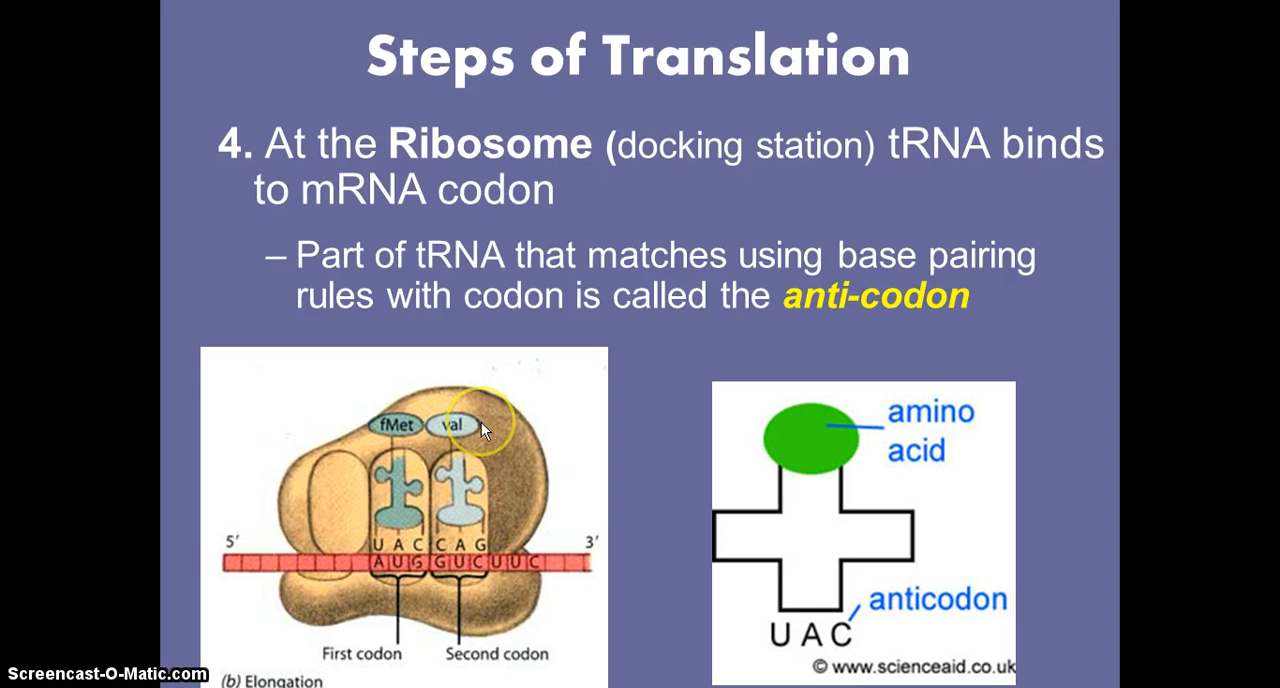 Steps of Translation
4. At the Ribosome (docking station) tRNA binds
to mRNA codon
– Part of tRNA that matches using base pairing
rules with codon is called the anti-codon
fMet val
5' 3'
U A C C A G
A U G G U C U U C
First codon Second codon
(b) Elongation
amino
acid
anticodon
U A C
© www.scienceaid.co.uk
Screencast-O-Matic.com